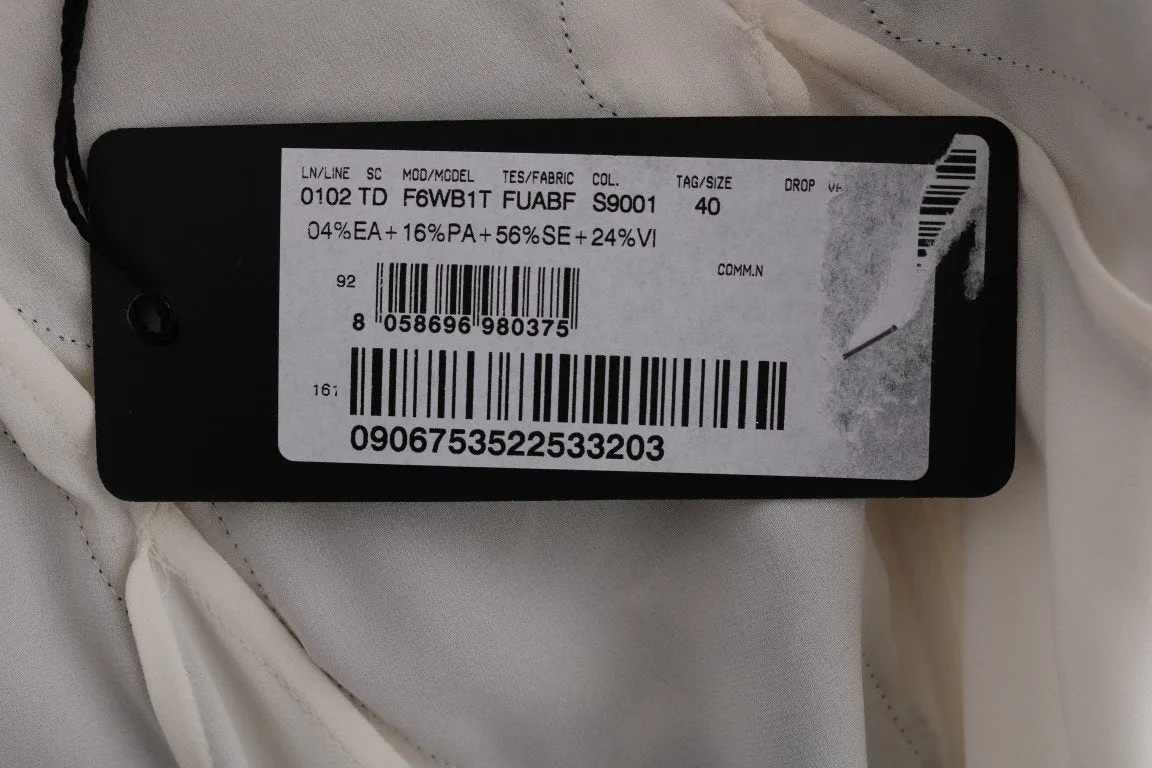 LN/LINE SC MOD/MODEL TES/FABRIC COL. TAG/SIZE DROP
0102 TD F6WB1T FUABF S9001 40
04%EA+16%PA+56%SE+24%VI
COMM.N
92
8 058696 980375
161
0906753522533203